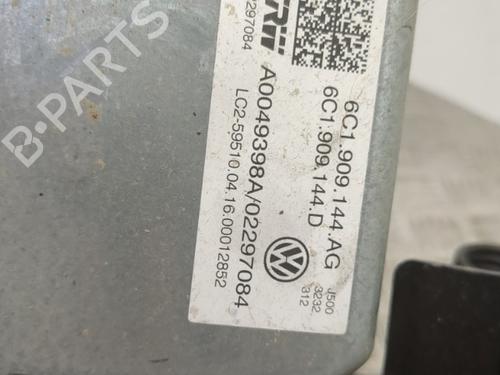 B-PARTS
TRW
297084
6C1.909.144.AG
6C1.909.144.D
A0049398A/02297084
LC2-59510.04.16.00012852
J500
3232
312